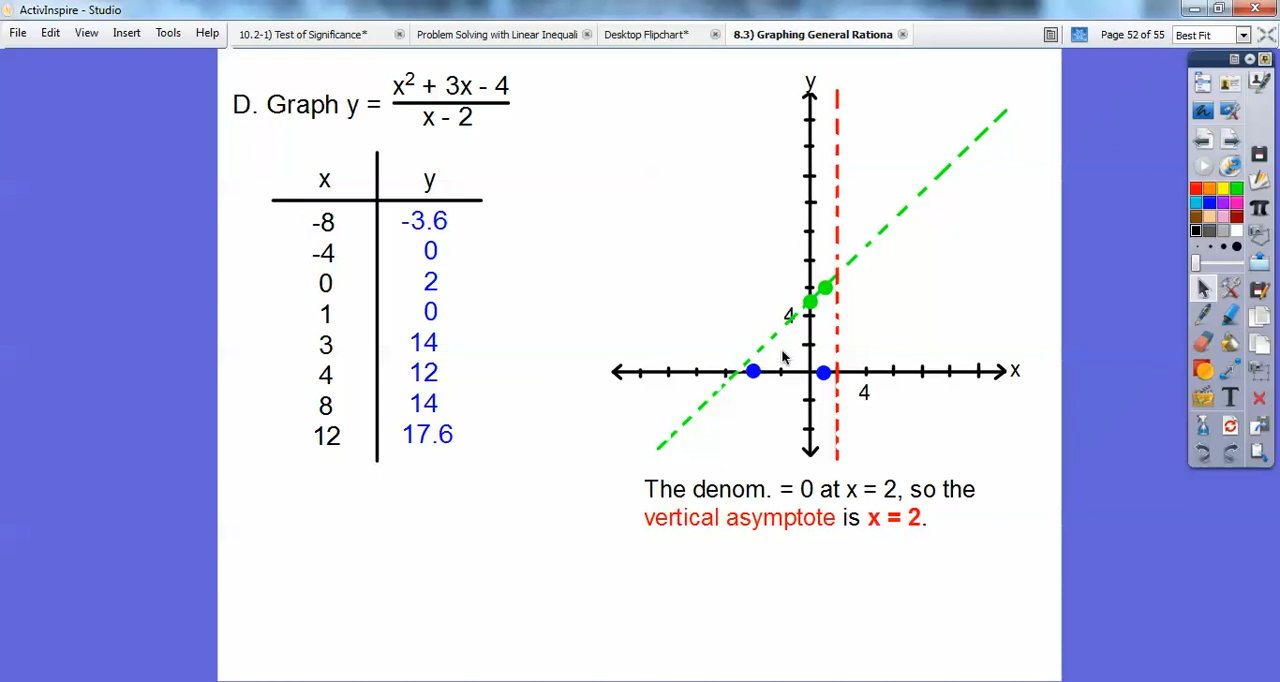 ActivInspire - Studio
File Edit View Insert Tools Help
10.2-1) Test of Significance* Problem Solving with Linear Inequali Desktop Flipchart* 8.3) Graphing General Rationa Page 52 of 55 Best Fit
D. Graph y = x² + 3x - 4
x - 2
x y
-8 -3.6
-4 0
0 2
1 0
3 14
4 12
8 14
12 17.6
y
4
x
4
The denom. = 0 at x = 2, so the
vertical asymptote is x = 2.